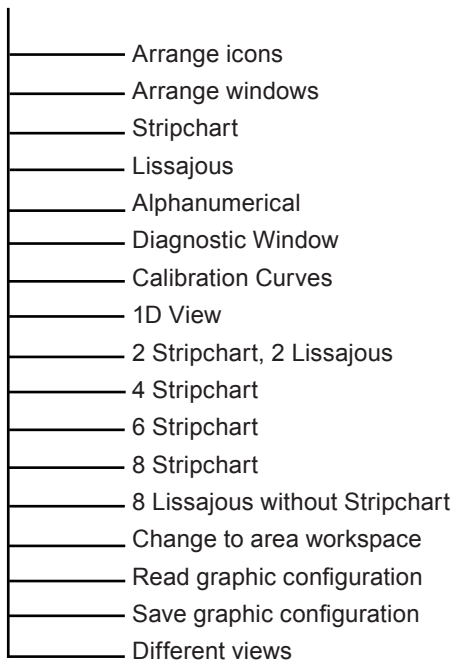 Arrange icons
Arrange windows
Stripchart
Lissajous
Alphanumerical
Diagnostic Window
Calibration Curves
1D View
2 Stripchart, 2 Lissajous
4 Stripchart
6 Stripchart
8 Stripchart
8 Lissajous without Stripchart
Change to area workspace
Read graphic configuration
Save graphic configuration
Different views